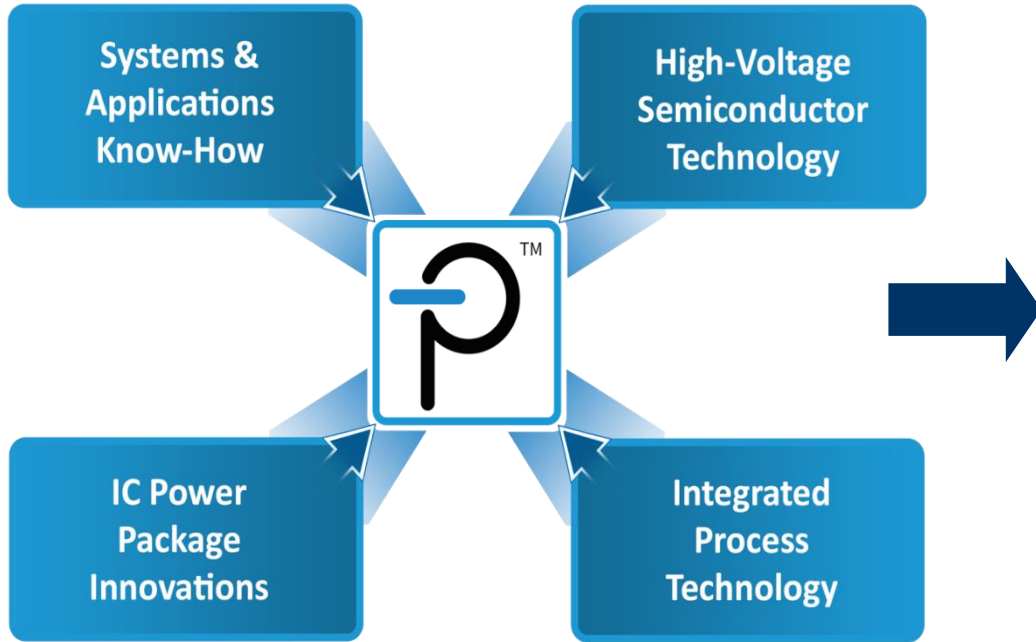 Systems &
Applications
Know-How
High-Voltage
Semiconductor
Technology
TM
IC Power
Package
Innovations
Integrated
Process
Technology